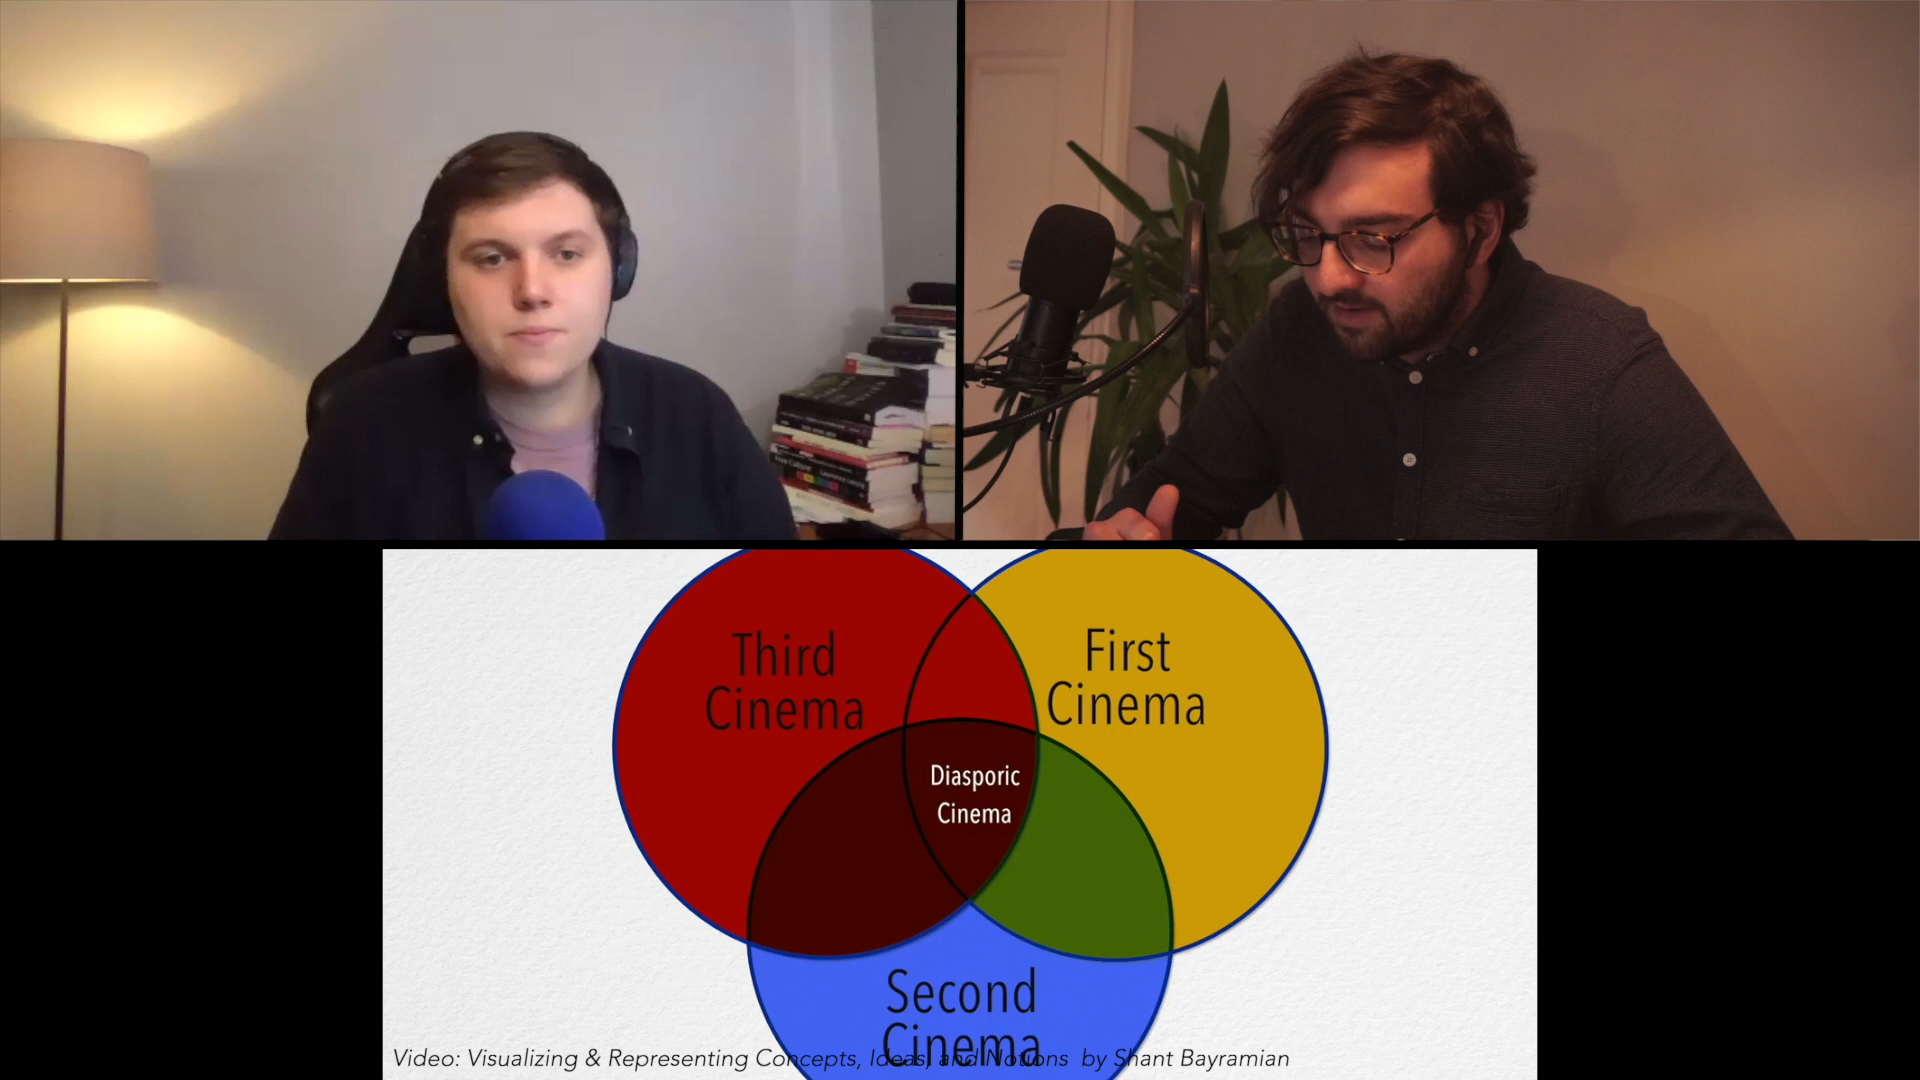 Third
Cinema
First
Cinema
Diasporic
Cinema
Second
Cinema
Video: Visualizing & Representing Concepts, Ideas, and Notions by Shant Bayramian